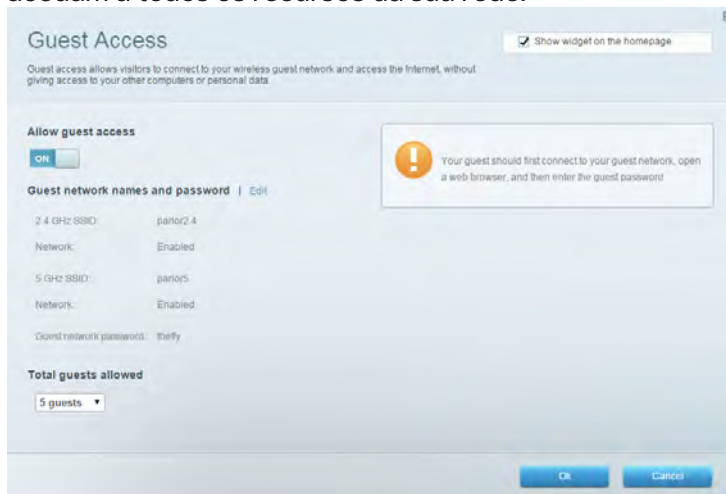 Guest Access
Show widget on the homepage
Guest access allows visitors to connect to your wireless guest network and access the Internet, without
giving access to your other computers or personal data.
Allow guest access
ON
Your guest should first connect to your guest network, open
a web browser, and then enter the guest password
Guest network names and password | Edit
2.4 GHz SSID: parlor2.4
Network: Enabled
5 GHz SSID: parlor5
Network: Enabled
Guest network password: thefly
Total guests allowed
5 guests
Ok Cancel